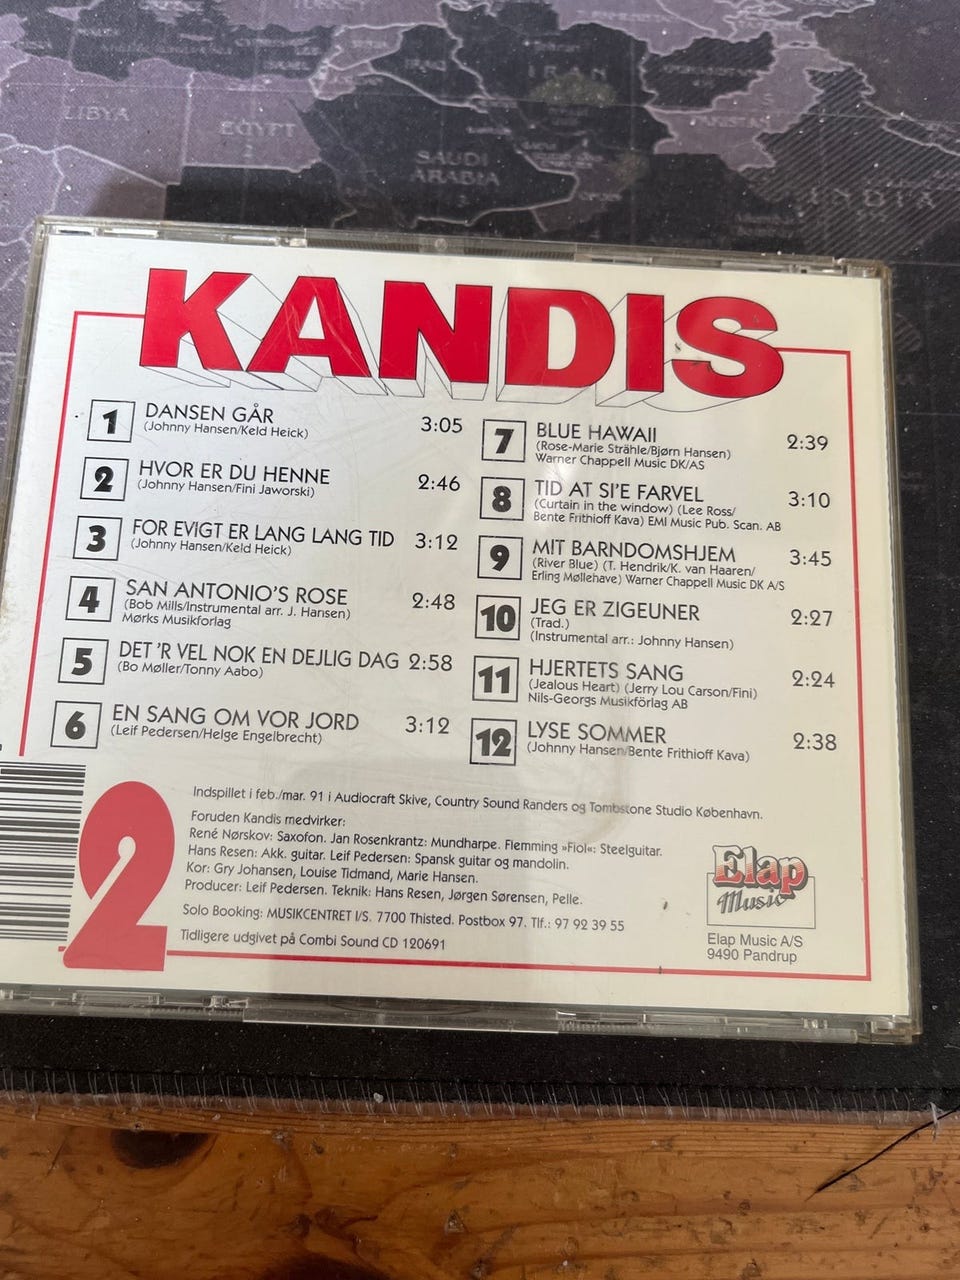 LIBYA
EGYPT
SAUDI
ARABIA
IRAQ
IRAN
PAKISTAN
INDIA
KANDIS
1 DANSEN GÅR 3:05
(Johnny Hansen/Keld Heick)
2 HVOR ER DU HENNE 2:46
(Johnny Hansen/Fini Jaworski)
3 FOR EVIGT ER LANG LANG TID 3:12
(Johnny Hansen/Keld Heick)
4 SAN ANTONIO'S ROSE 2:48
(Bob Mills/Instrumental arr. J. Hansen)
Mørks Musikforlag
5 DET 'R VEL NOK EN DEJLIG DAG 2:58
(Bo Møller/Tonny Aabo)
6 EN SANG OM VOR JORD 3:12
(Leif Pedersen/Helge Engelbrecht)
7 BLUE HAWAII 2:39
(Rose-Marie Strähle/Bjørn Hansen)
Warner Chappell Music DK/AS
8 TID AT SI'E FARVEL 3:10
(Curtain in the window) (Lee Ross/
Bente Frithioff Kava) EMI Music Pub. Scan. AB
9 MIT BARNDOMSHJEM 3:45
(River Blue) (T. Hendrik/K. van Haaren/
Erling Møllehave) Warner Chappell Music DK A/S
10 JEG ER ZIGEUNER 2:27
(Trad.)
(Instrumental arr.: Johnny Hansen)
11 HJERTETS SANG 2:24
(Jealous Heart) (Jerry Lou Carson/Fini)
Nils-Georgs Musikförlag AB
12 LYSE SOMMER 2:38
(Johnny Hansen/Bente Frithioff Kava)
2
Indspillet i feb./mar. 91 i Audiocraft Skive, Country Sound Randers og Tombstone Studio København.
Foruden Kandis medvirker:
René Nørskov: Saxofon. Jan Rosenkrantz: Mundharpe. Flemming »Fiol«: Steelguitar.
Hans Resen: Akk. guitar. Leif Pedersen: Spansk guitar og mandolin.
Kor: Gry Johansen, Louise Tidmand, Marie Hansen.
Producer: Leif Pedersen. Teknik: Hans Resen, Jørgen Sørensen, Pelle.
Solo Booking: MUSIKCENTRET I/S. 7700 Thisted. Postbox 97. Tlf.: 97 92 39 55
Tidligere udgivet på Combi Sound CD 120691
Elap
Music
Elap Music A/S
9490 Pandrup